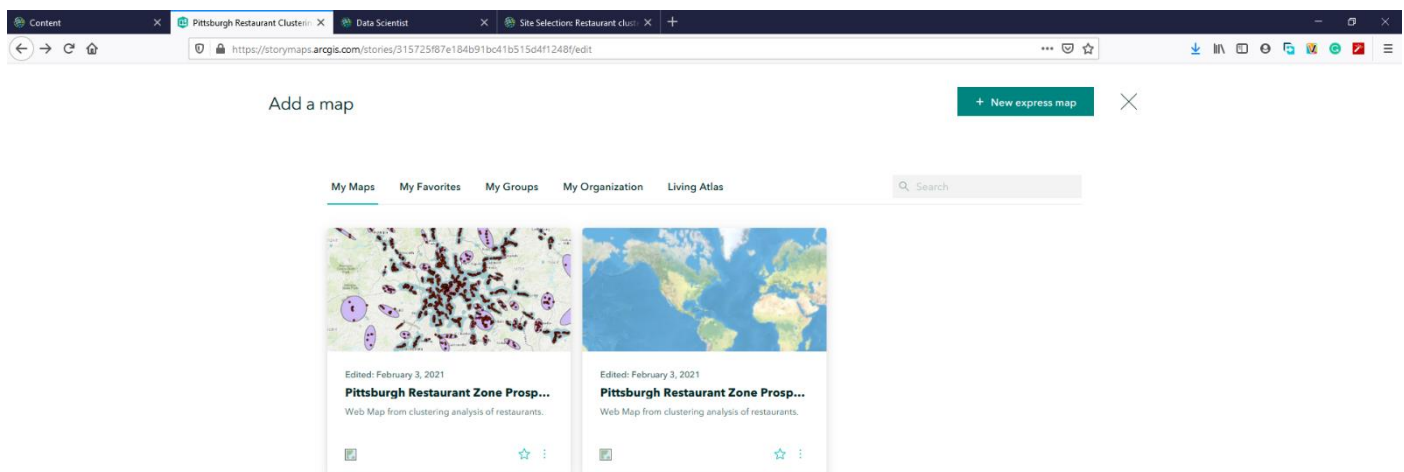 Content
Pittsburgh Restaurant Clusterin
Data Scientist
Site Selection: Restaurant clust
https://storymaps.arcgis.com/stories/315725f87e184b91bc41b515d4f1248f/edit
Add a map
+ New express map
My Maps My Favorites My Groups My Organization Living Atlas Search
Edited: February 3, 2021 Edited: February 3, 2021
Pittsburgh Restaurant Zone Prosp... Pittsburgh Restaurant Zone Prosp...
Web Map from clustering analysis of restaurants. Web Map from clustering analysis of restaurants.